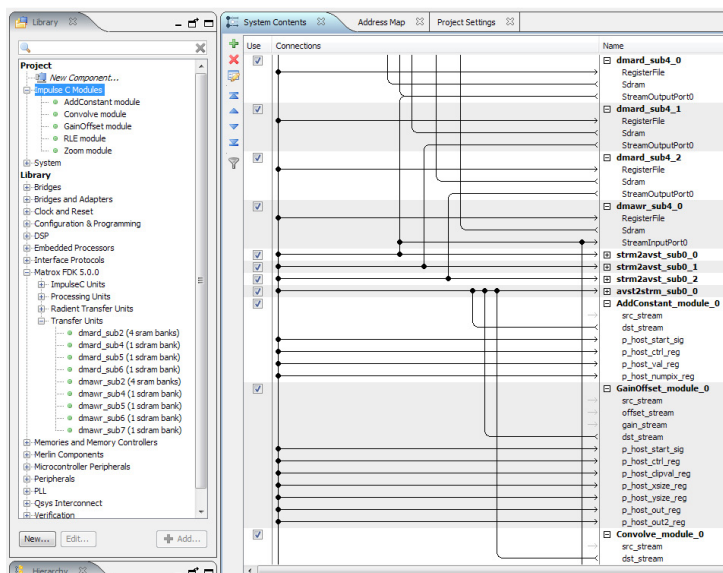 Library
Project
New Component...
Impulse C Modules
AddConstant module
Convolve module
GainOffset module
RLE module
Zoom module
System
Library
Bridges
Bridges and Adapters
Clock and Reset
Configuration & Programming
DSP
Embedded Processors
Interface Protocols
Matrox FDK 5.0.0
ImpulseC Units
Processing Units
Radient Transfer Units
Transfer Units
dmard_sub2 (4 sram banks)
dmard_sub4 (1 sdram bank)
dmard_sub5 (1 sdram bank)
dmard_sub6 (1 sdram bank)
dmawr_sub2 (4 sram banks)
dmawr_sub4 (1 sdram bank)
dmawr_sub5 (1 sdram bank)
dmawr_sub6 (1 sdram bank)
dmawr_sub7 (1 sdram bank)
Memories and Memory Controllers
Merlin Components
Microcontroller Peripherals
Peripherals
PLL
Qsys Interconnect
Verification
New... Edit... Add...
Hierarchy
System Contents Address Map Project Settings
Use Connections Name
dmard_sub4_0
RegisterFile
Sdram
StreamOutputPort0
dmard_sub4_1
RegisterFile
Sdram
StreamOutputPort0
dmard_sub4_2
RegisterFile
Sdram
StreamOutputPort0
dmawr_sub4_0
RegisterFile
Sdram
StreamInputPort0
strm2avst_sub0_0
strm2avst_sub0_1
strm2avst_sub0_2
avst2strm_sub0_0
AddConstant_module_0
src_stream
dst_stream
p_host_start_sig
p_host_ctrl_reg
p_host_val_reg
p_host_numpix_reg
GainOffset_module_0
src_stream
offset_stream
gain_stream
dst_stream
p_host_start_sig
p_host_ctrl_reg
p_host_clipval_reg
p_host_xsize_reg
p_host_ysize_reg
p_host_out_reg
p_host_out2_reg
Convolve_module_0
src_stream
dst_stream